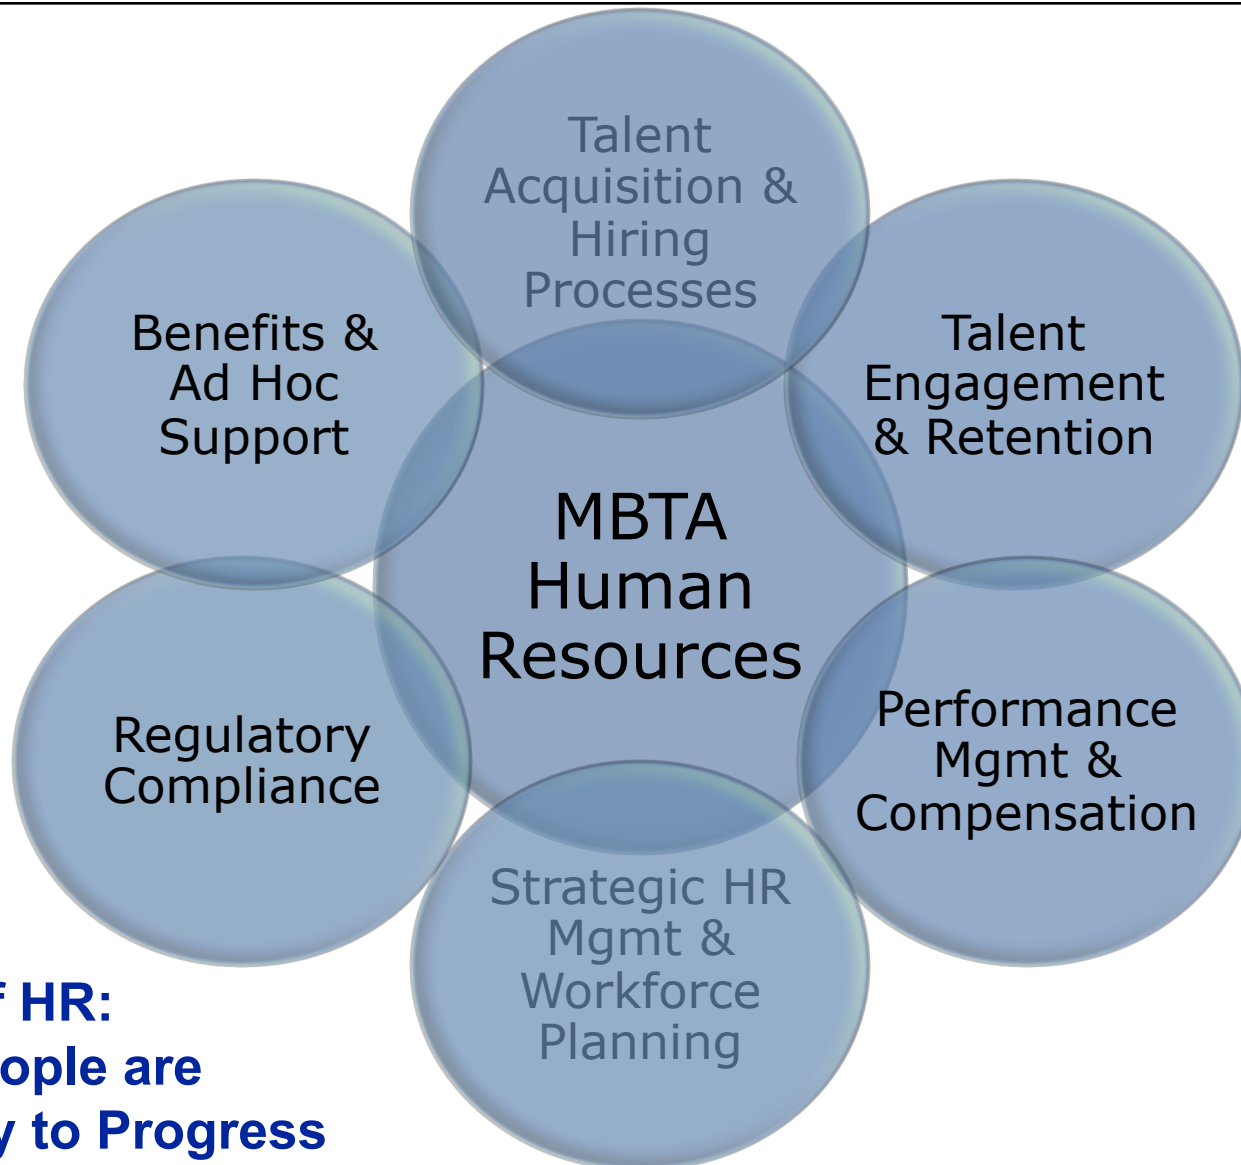 Talent
Acquisition &
Hiring
Processes
Benefits &
Ad Hoc
Support
Talent
Engagement
& Retention
MBTA
Human
Resources
Regulatory
Compliance
Performance
Mgmt &
Compensation
Strategic HR
Mgmt &
Workforce
Planning
HR:
are
to Progress